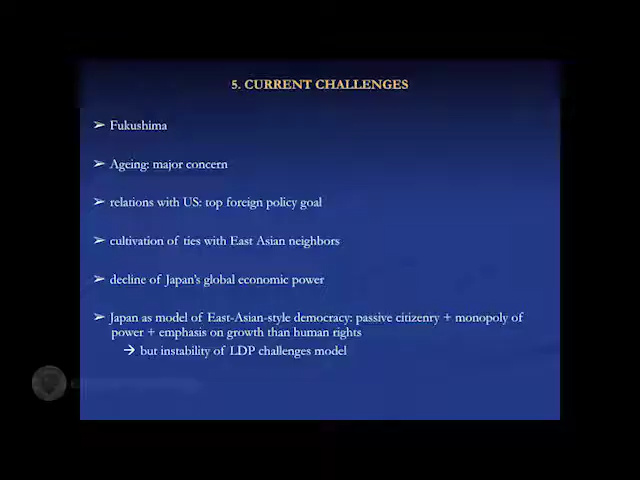 5. CURRENT CHALLENGES
➢ Fukushima
➢ Ageing: major concern
➢ relations with US: top foreign policy goal
➢ cultivation of ties with East Asian neighbors
➢ decline of Japan's global economic power
➢ Japan as model of East-Asian-style democracy: passive citizenry + monopoly of
power + emphasis on growth than human rights
→ but instability of LDP challenges model